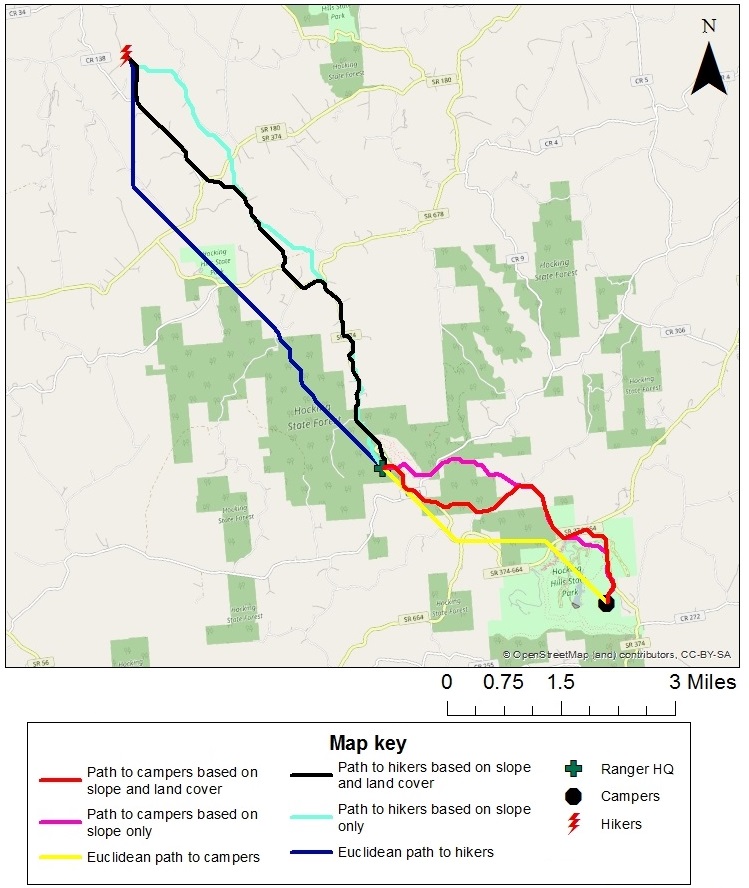 CR 34
Hills State
Park
N
CR 138
Hocking
State Forest
SR 180
CR 5
SR 180
SR 374
CR 4
SR 678
Hocking
Hills State
Park
CR 9
Hocking
State Forest
CR 306
Hocking
State Forest
Hocking
State Forest
Hocking
State Forest
SR 374-664
Hocking
Hills State
Park
Hocking
State Forest
Hocking
State Forest
SR 664
CR 272
SR 374
SR 56
CR 255
© OpenStreetMap (and) contributors, CC-BY-SA
0 0.75 1.5 3 Miles
Map key
Path to campers based on
slope and land cover
Path to campers based on
slope only
Euclidean path to campers
Path to hikers based on slope
and land cover
Path to hikers based on slope
only
Euclidean path to hikers
Ranger HQ
Campers
Hikers